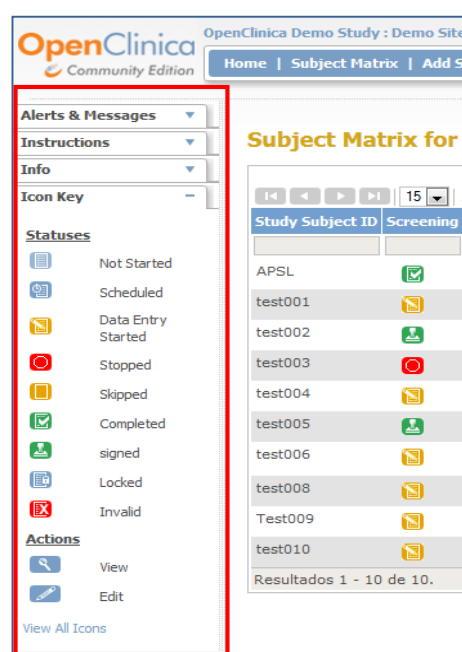 OpenClinica
Community Edition
OpenClinica Demo Study : Demo Site
Home | Subject Matrix | Add S
Alerts & Messages
Instructions
Info
Icon Key
Statuses
Not Started
Scheduled
Data Entry
Started
Stopped
Skipped
Completed
signed
Locked
Invalid
Actions
View
Edit
View All Icons
Subject Matrix for
15
Study Subject ID Screening
APSL
test001
test002
test003
test004
test005
test006
test008
Test009
test010
Resultados 1 - 10 de 10.